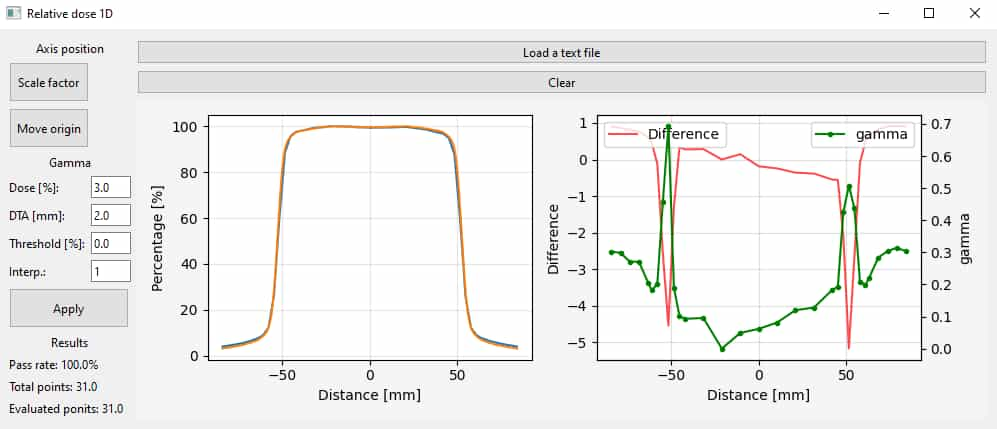 Relative dose 1D
Axis position
Scale factor
Move origin
Gamma
Dose [%]: 3.0
DTA [mm]: 2.0
Threshold [%]: 0.0
Interp.: 1
Apply
Results
Pass rate: 100.0%
Total points: 31.0
Evaluated ponits: 31.0
Load a text file
Clear
Percentage [%]
100
80
60
40
20
0
−50 0 50
Distance [mm]
Difference
1
0
−1
−2
−3
−4
−5
Difference
gamma
0.7
0.6
0.5
0.4
0.3
0.2
0.1
0.0
gamma
−50 0 50
Distance [mm]